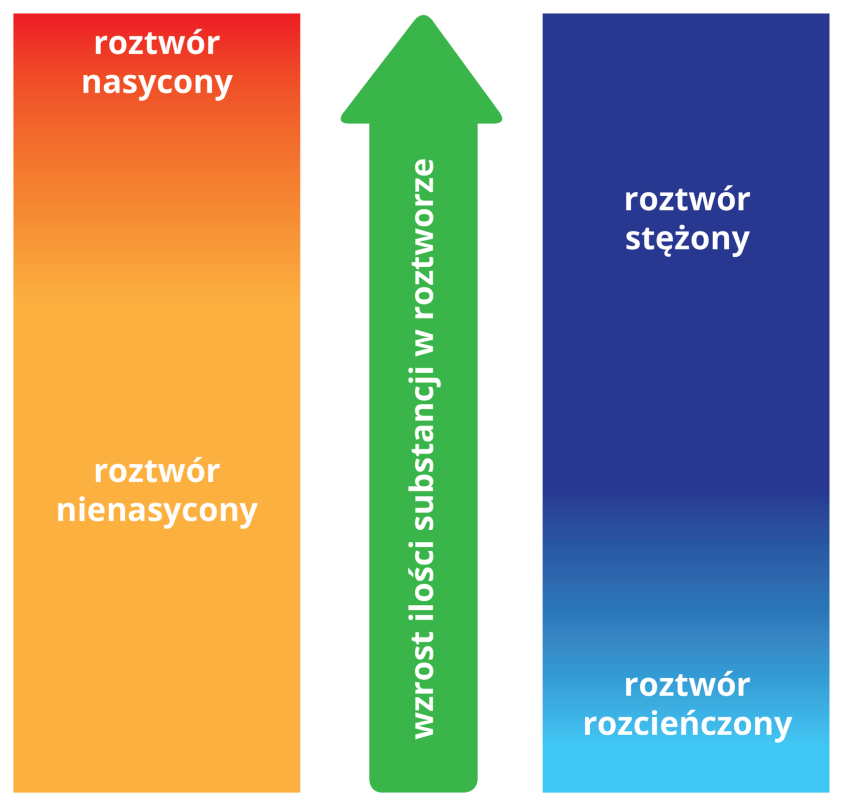 roztwór
nasycony
roztwór
nienasycony
wzrost ilości substancji w roztworze
roztwór
stężony
roztwór
rozcieńczony